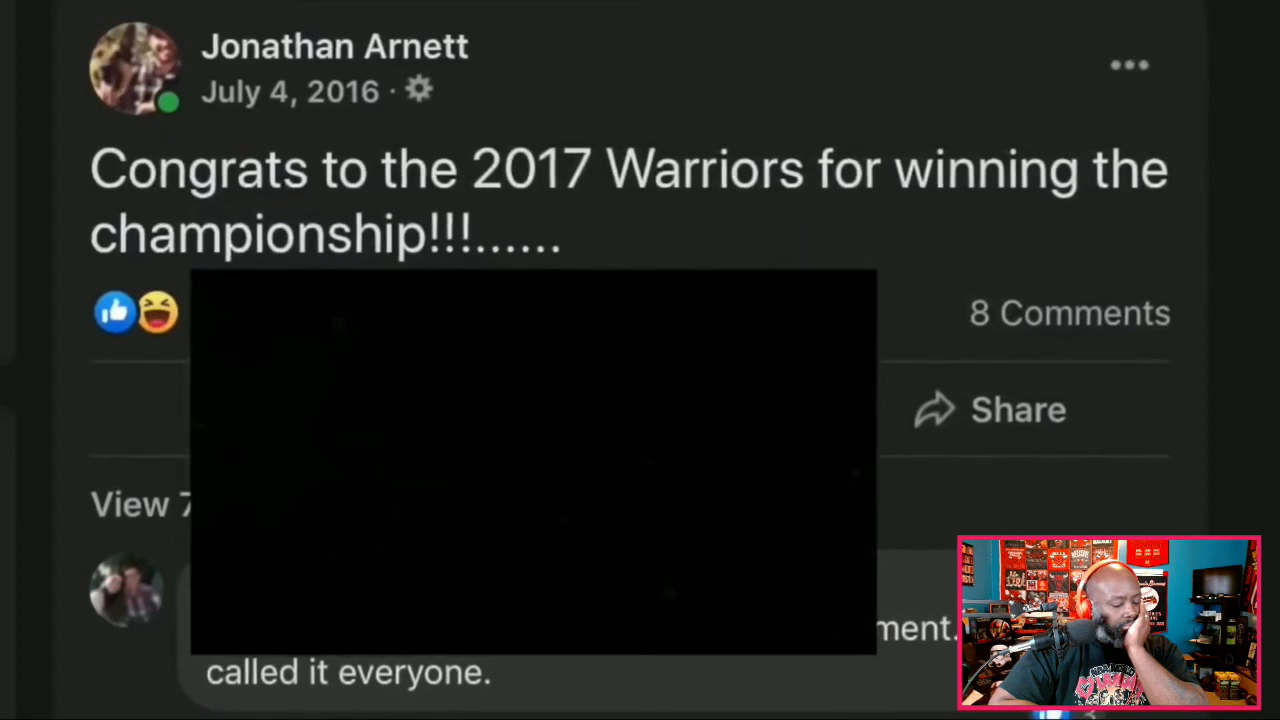 Jonathan Arnett
July 4, 2016 ·
Congrats to the 2017 Warriors for winning the
championship!!!......
8 Comments
Share
View 7
ment.
called it everyone.